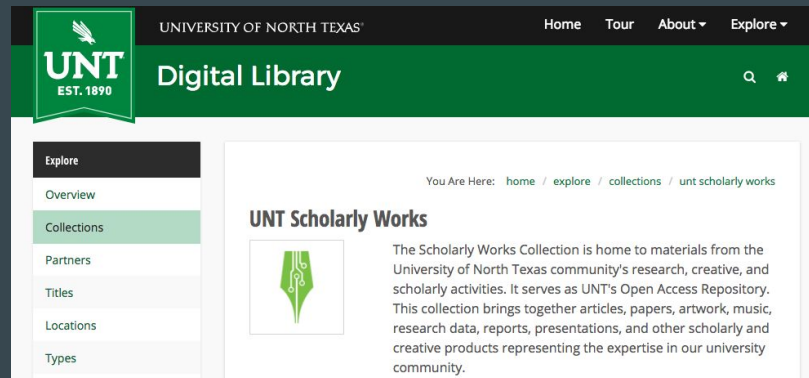 UNIVERSITY OF NORTH TEXAS®
Home Tour About Explore
UNT
EST. 1890
Digital Library
Explore
Overview
Collections
Partners
Titles
Locations
Types
You Are Here: home / explore / collections / unt scholarly works
UNT Scholarly Works
The Scholarly Works Collection is home to materials from the
University of North Texas community's research, creative, and
scholarly activities. It serves as UNT's Open Access Repository.
This collection brings together articles, papers, artwork, music,
research data, reports, presentations, and other scholarly and
creative products representing the expertise in our university
community.